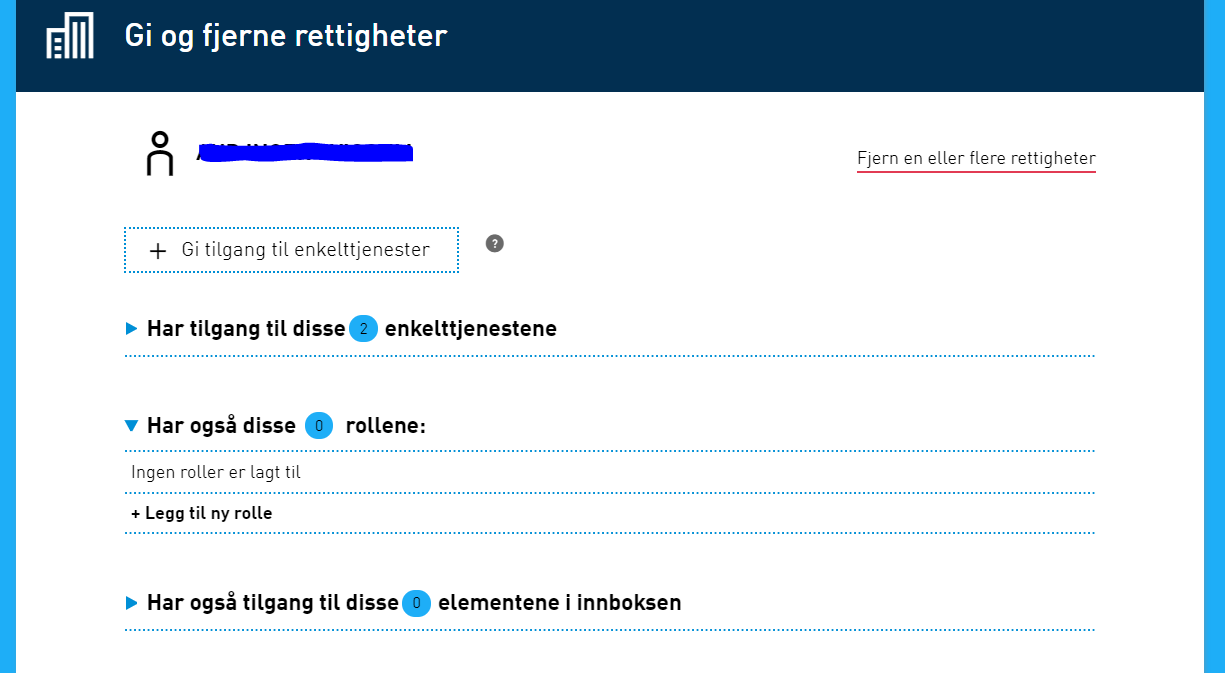 Gi og fjerne rettigheter
Fjern en eller flere rettigheter
+ Gi tilgang til enkelttjenester ?
Har tilgang til disse 2 enkelttjenestene
Har også disse 0 rollene:
Ingen roller er lagt til
+ Legg til ny rolle
Har også tilgang til disse 0 elementene i innboksen